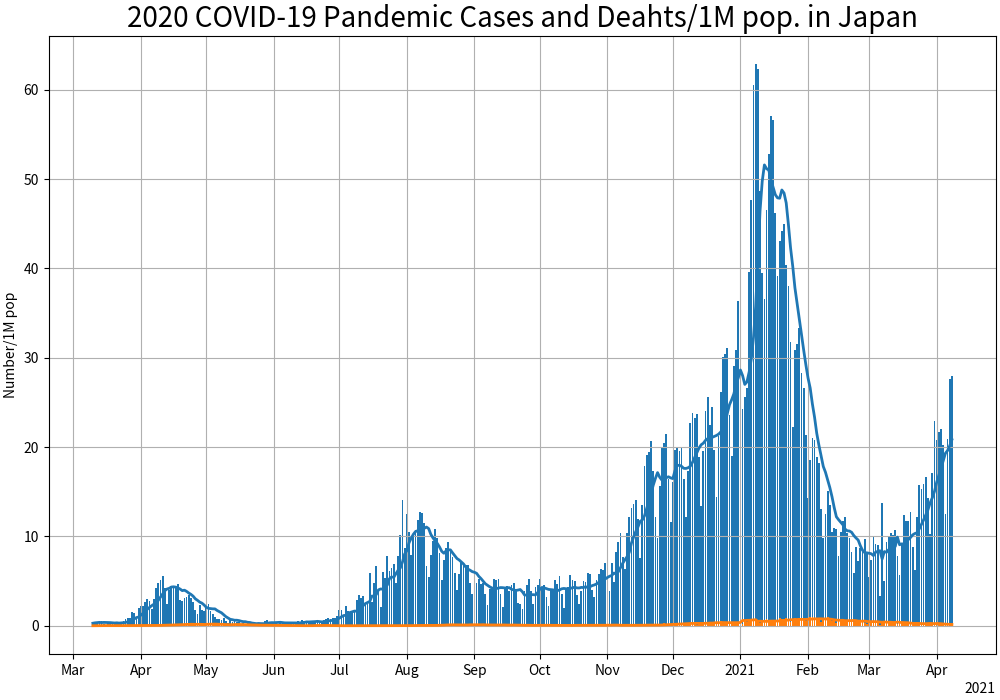 2020 COVID-19 Pandemic Cases and Deahts/1M pop. in Japan
Number/1M pop
60
50
40
30
20
10
0
Mar Apr May Jun Jul Aug Sep Oct Nov Dec 2021 Feb Mar Apr
2021